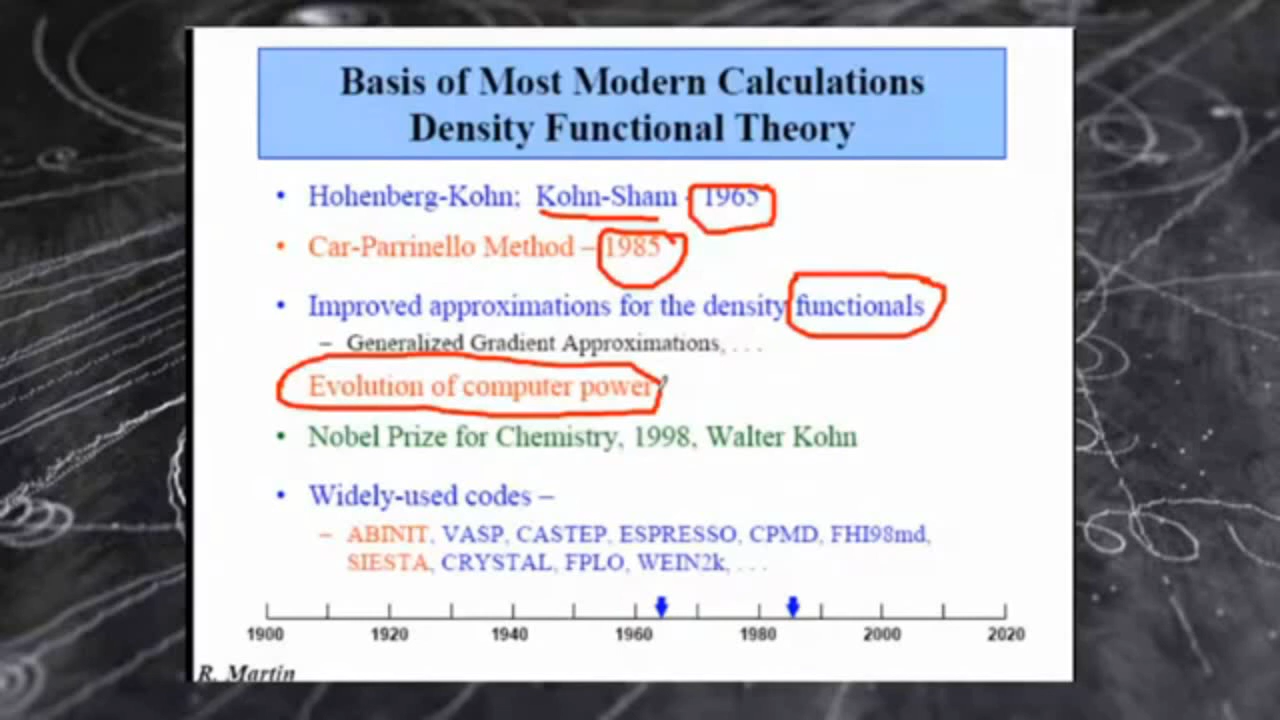 Basis of Most Modern Calculations
Density Functional Theory
• Hohenberg-Kohn; Kohn-Sham - 1965
• Car-Parrinello Method – 1985
• Improved approximations for the density functionals
– Generalized Gradient Approximations, . . .
Evolution of computer power
• Nobel Prize for Chemistry, 1998, Walter Kohn
• Widely-used codes –
– ABINIT, VASP, CASTEP, ESPRESSO, CPMD, FHI98md,
SIESTA, CRYSTAL, FPLO, WEIN2k, . . .
1900 1920 1940 1960 1980 2000 2020
R. Martin